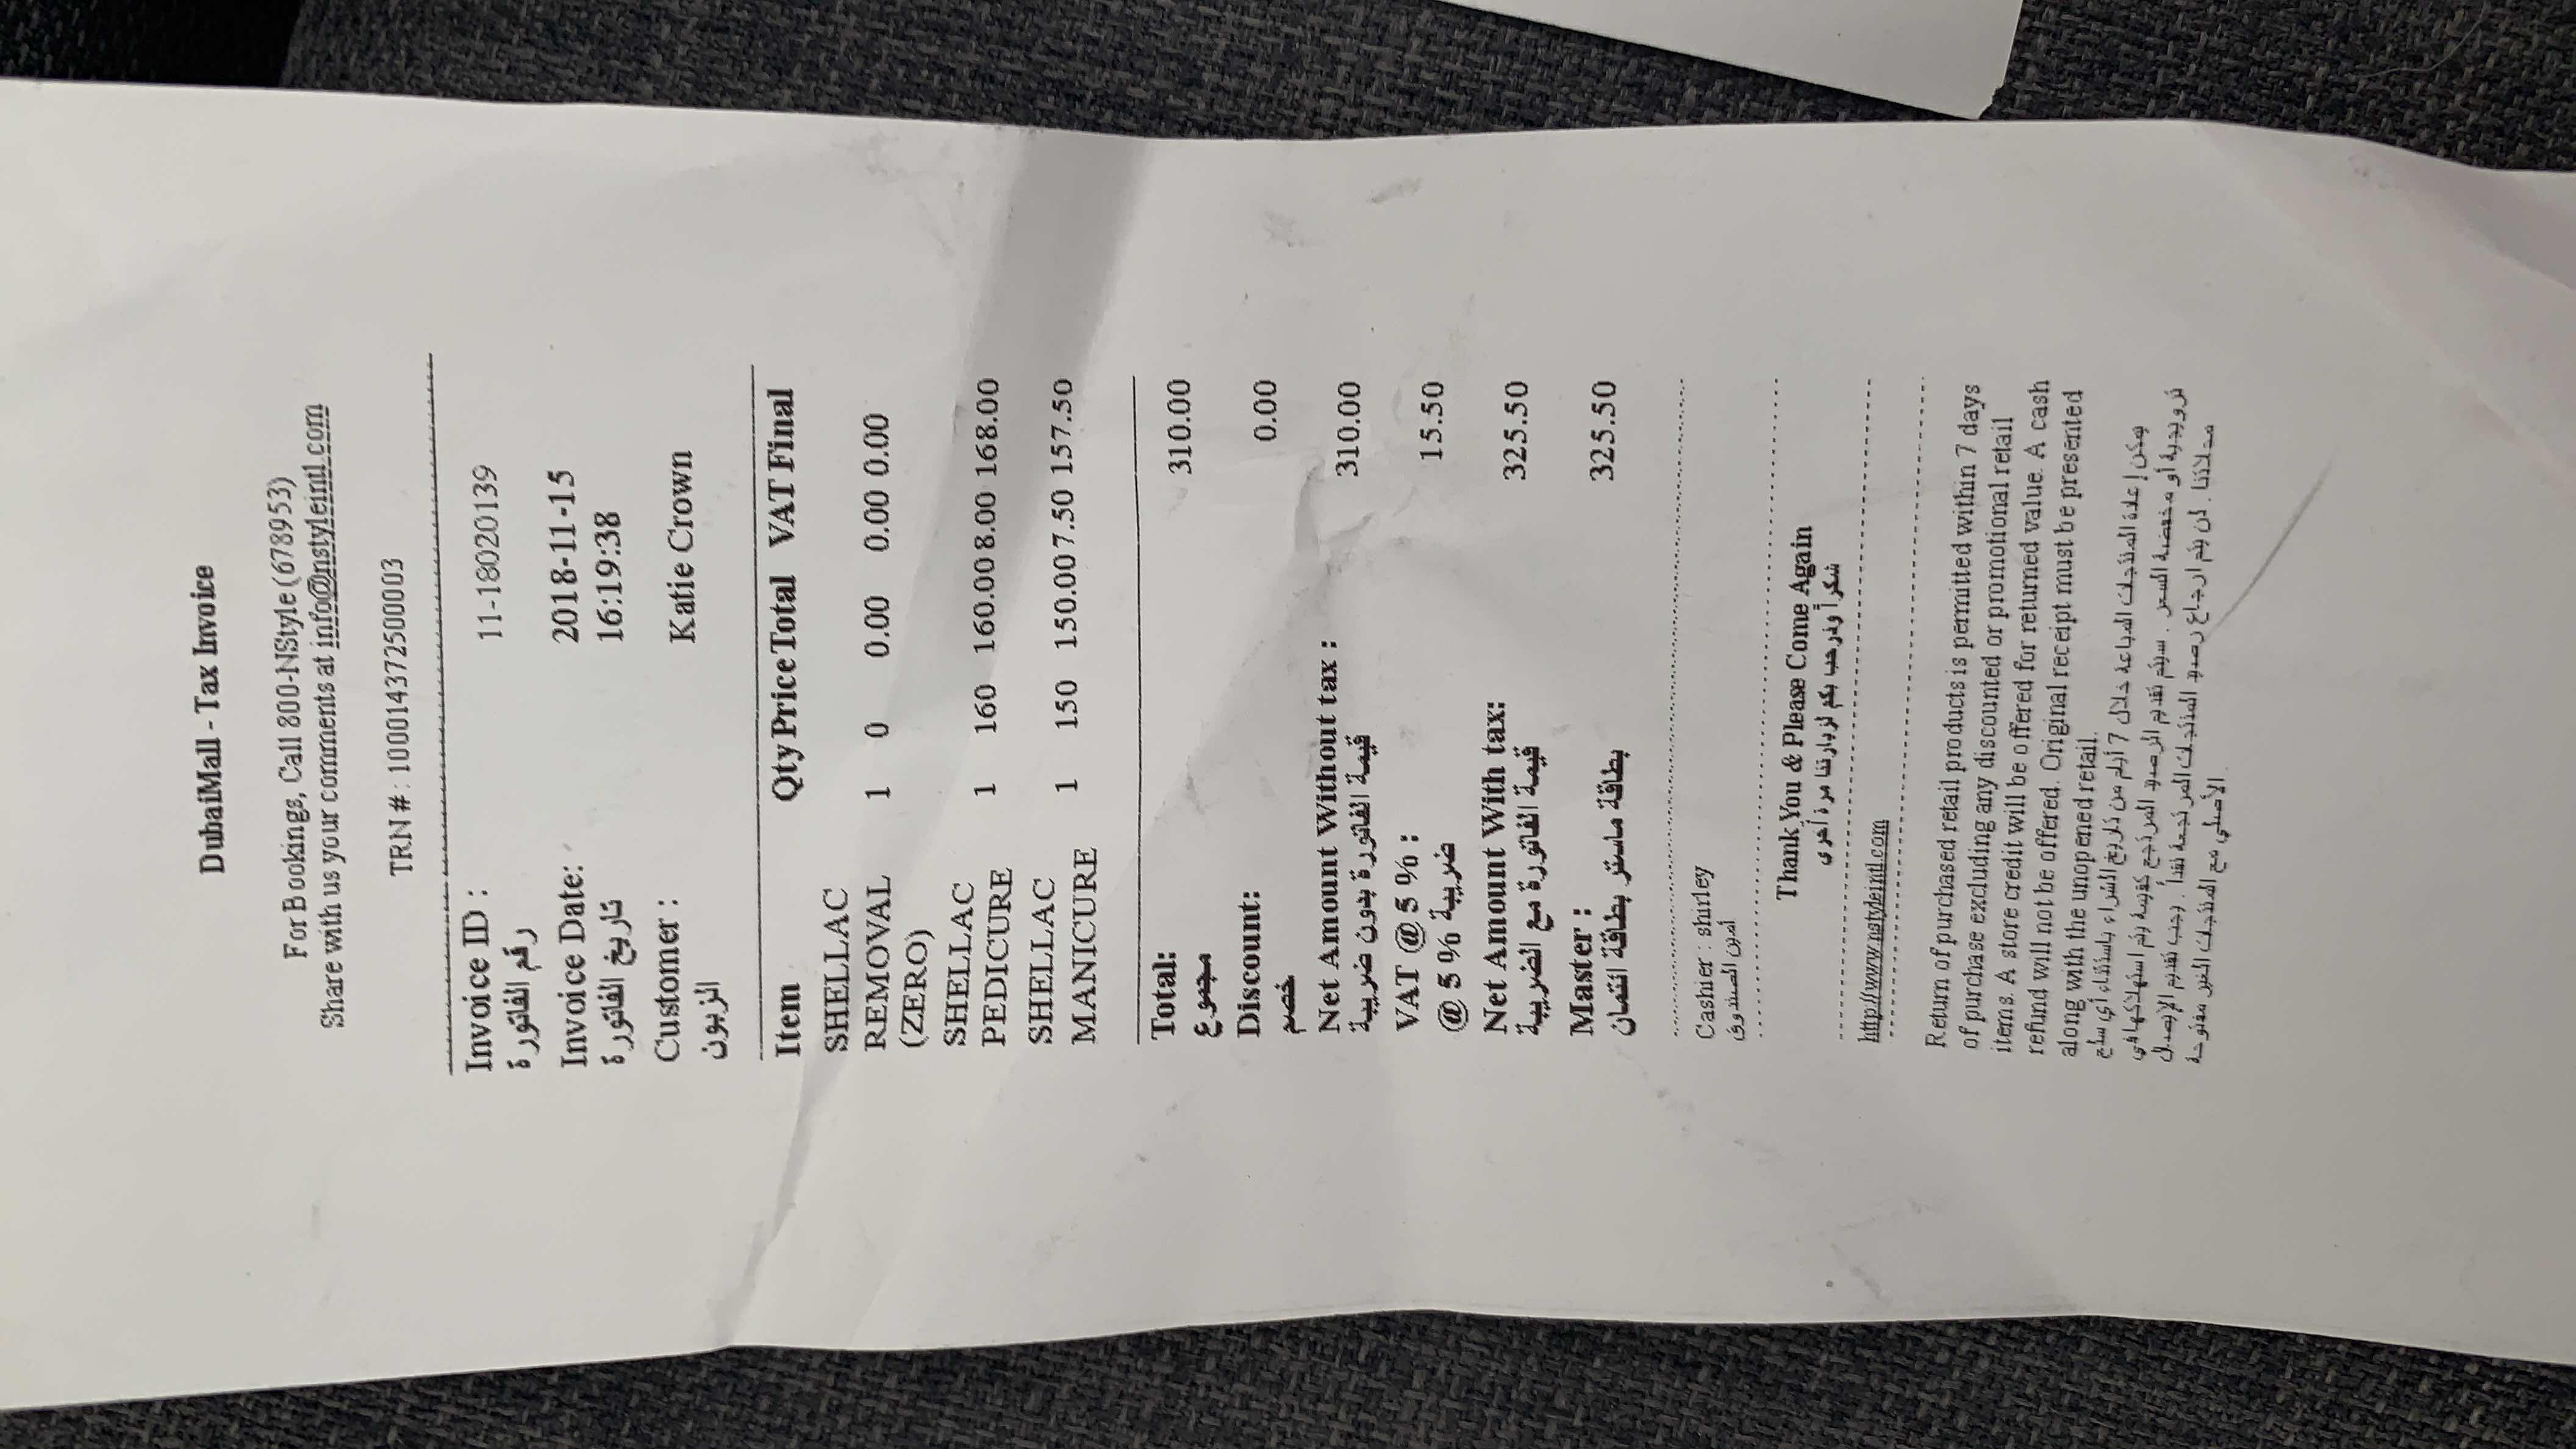 DubaiMall - Tax Invoice
For Bookings, Call 800-NStyle (678953)
Share with us your comments at info@nstyleintl.com
TRN # : 100014372500003
Invoice ID : 11-18020139
رقم الفاتورة
Invoice Date: 2018-11-15
تاريخ الفاتورة 16:19:38
Customer : Katie Crown
الزبون
Item Qty Price Total VAT Final
SHELLAC
REMOVAL 1 0 0.00 0.00 0.00
(ZERO)
SHELLAC
PEDICURE 1 160 160.00 8.00 168.00
SHELLAC
MANICURE 1 150 150.00 7.50 157.50
Total: 310.00
مجموع
Discount: 0.00
خصم
Net Amount Without tax : 310.00
قيمة الفاتورة بدون ضريبة
VAT @ 5 % : 15.50
@ 5 % ضريبة
Net Amount With tax: 325.50
قيمة الفاتورة مع الضريبة
Master : 325.50
بطاقة ماستر بطاقة ائتمان
Cashier : shirley
أمين الصندوق
Thank You & Please Come Again
شكراً ونرحب بكم لزيارتنا مرة أخرى
http://www.nstyleintl.com
Return of purchased retail products is permitted within 7 days
of purchase excluding any discounted or promotional retail
items. A store credit will be offered for returned value. A cash
refund will not be offered. Original receipt must be presented
along with the unopened retail.
يمكن إعادة المنتجات المباعة خلال 7 أيام من تاريخ الشراء باستثناء أي سلع
ترويجية أو مخفضة السعر . سيتم تقديم الرصيد المرتجع كقسيمة يتم استهلاكها في
محلاتنا . لن يتم ارجاع رصيد المنتجات المرتجعة نقداً . يجب تقديم الإيصال
الأصلي مع المنتجات الغير مفتوحة .